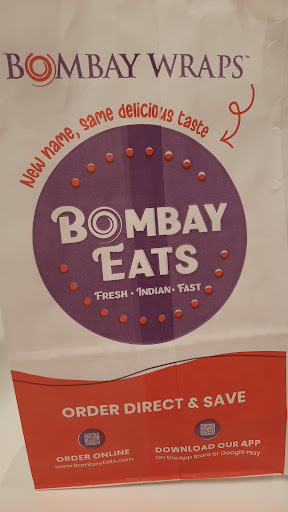 BOMBAY WRAPS™
New name, same delicious taste
BOMBAY
EATS
FRESH • INDIAN • FAST
ORDER DIRECT & SAVE
ORDER ONLINE
www.BombayEats.com
DOWNLOAD OUR APP
On the App Store or Google Play